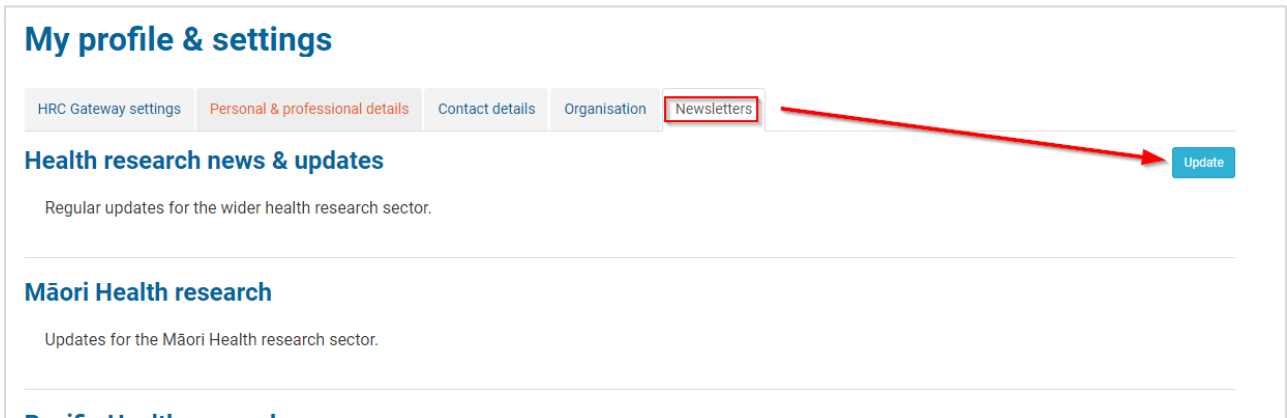 My profile & settings
HRC Gateway settings Personal & professional details Contact details Organisation Newsletters
Health research news & updates Update
Regular updates for the wider health research sector.
Māori Health research
Updates for the Māori Health research sector.